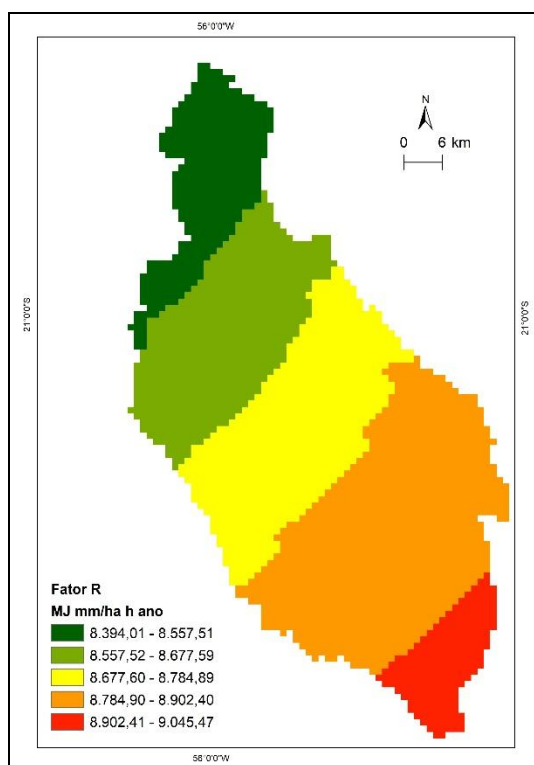 56°0'0"W
N
0 6 km
21°0'0"S
21°0'0"S
Fator R
MJ mm/ha h ano
8.394,01 - 8.557,51
8.557,52 - 8.677,59
8.677,60 - 8.784,89
8.784,90 - 8.902,40
8.902,41 - 9.045,47
56°0'0"W